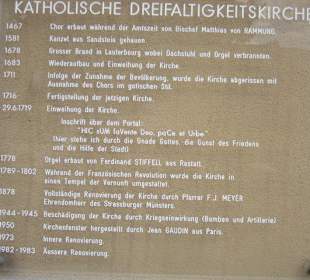 KATHOLISCHE DREIFALTIGKEITSKIRCHE
1467 Chor erbaut während der Amtszeit von Bischof Matthias von RAMMUNG.
1581 Kanzel aus Sandstein gehauen.
1678 Grosser Brand in Lauterbourg wobei Dachstuhl und Orgel verbrannten.
1683 Wiederaufbau und Einweihung der Kirche.
1711 Infolge der Zunahme der Bevölkerung, wurde die Kirche abgerissen mit
Ausnahme des Chors im gotischen Stil.
1716 Fertigstellung der jetzigen Kirche.
29.6.1719 Einweihung der Kirche.
Inschrift über dem Portal:
"HIC sUM faVente Deo, paCe et Urbe"
(hier stehe ich durch die Gnade Gottes, die Gunst des Friedens
und die Hilfe der Stadt)
1778 Orgel erbaut von Ferdinand STIFFELL aus Rastatt.
1789-1802 Während der Französischen Revolution wurde die Kirche in
einen Tempel der Vernunft umgestaltet.
1878 Vollständige Renovierung der Kirche durch Pfarrer F.J. MEYER
Ehrendomherr des Strassburger Münsters.
1944-1945 Beschädigung der Kirche durch Kriegseinwirkung (Bomben und Artillerie)
1950 Kirchenfenster hergestellt durch Jean GAUDIN aus Paris.
1973 Innere Renovierung.
1982-1983 Äussere Renovierung.